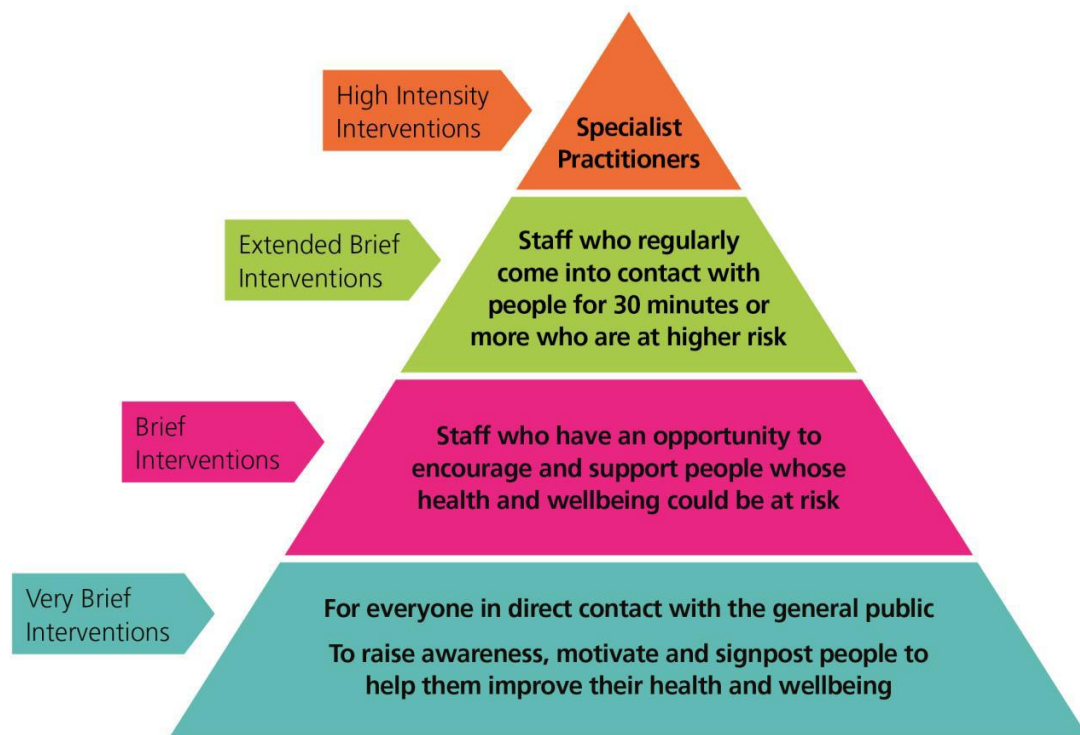 High Intensity
Interventions
Specialist
Practitioners
Extended Brief
Interventions
Staff who regularly
come into contact with
people for 30 minutes or
more who are at higher risk
Brief
Interventions
Staff who have an opportunity to
encourage and support people whose
health and wellbeing could be at risk
Very Brief
Interventions
For everyone in direct contact with the general public
To raise awareness, motivate and signpost people to
help them improve their health and wellbeing